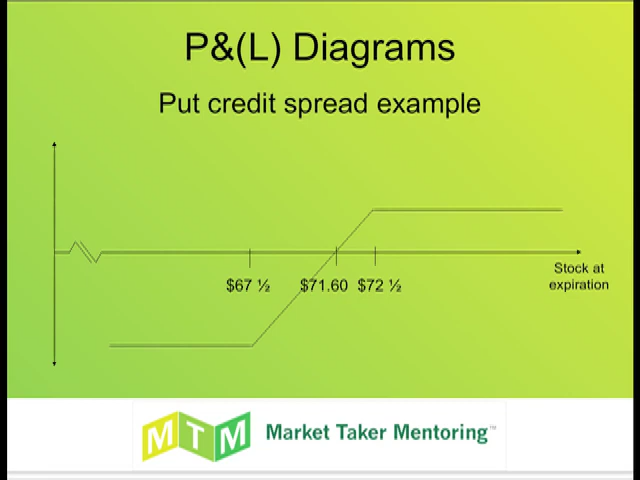 P&(L) Diagrams
Put credit spread example
$67 ½ $71.60 $72 ½
Stock at
expiration
MTM Market Taker Mentoring™